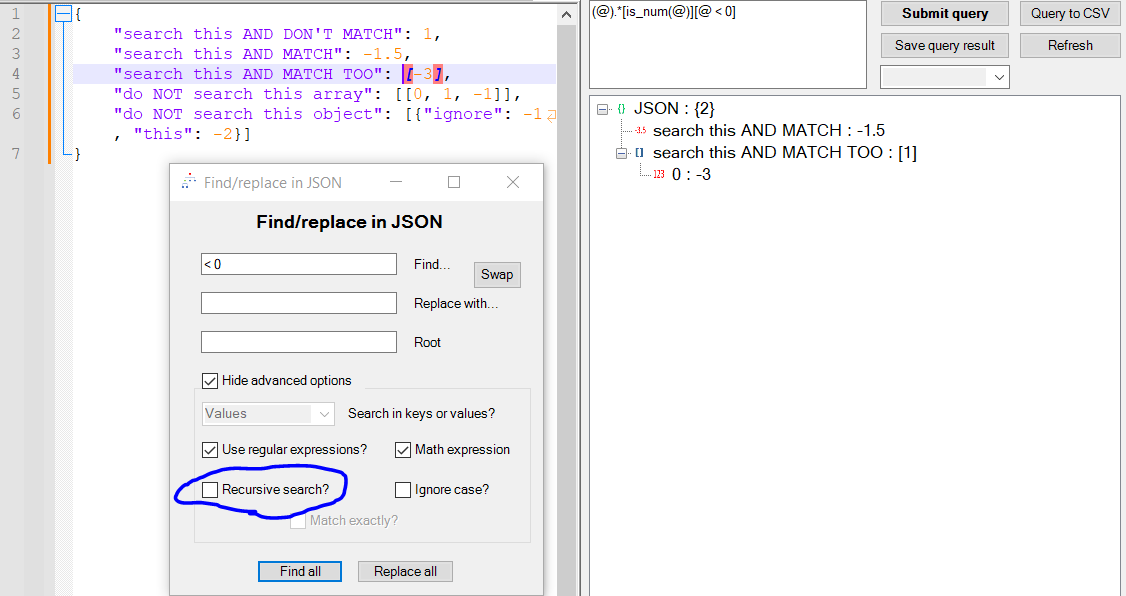 1 {
2 "search this AND DON'T MATCH": 1,
3 "search this AND MATCH": -1.5,
4 "search this AND MATCH TOO": [-3],
5 "do NOT search this array": [[0, 1, -1]],
6 "do NOT search this object": [{"ignore": -1
, "this": -2}]
7 }
Find/replace in JSON
Find/replace in JSON
< 0 Find...
Swap
Replace with...
Root
Hide advanced options
Values Search in keys or values?
Use regular expressions? Math expression
Recursive search? Ignore case?
Match exactly?
Find all Replace all
(@).*[is_num(@)][@ < 0]
Submit query Query to CSV
Save query result Refresh
{} JSON : {2}
-3.5 search this AND MATCH : -1.5
[] search this AND MATCH TOO : [1]
123 0 : -3